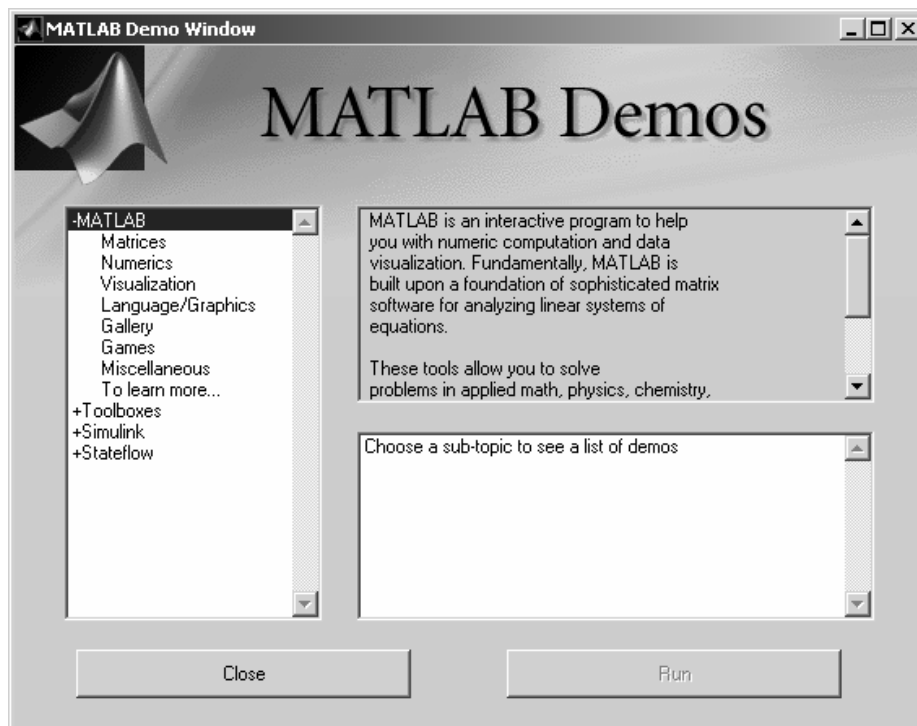 MATLAB Demo Window
MATLAB Demos
-MATLAB
Matrices
Numerics
Visualization
Language/Graphics
Gallery
Games
Miscellaneous
To learn more...
+Toolboxes
+Simulink
+Stateflow
MATLAB is an interactive program to help
you with numeric computation and data
visualization. Fundamentally, MATLAB is
built upon a foundation of sophisticated matrix
software for analyzing linear systems of
equations.
These tools allow you to solve
problems in applied math, physics, chemistry,
Choose a sub-topic to see a list of demos
Close
Run